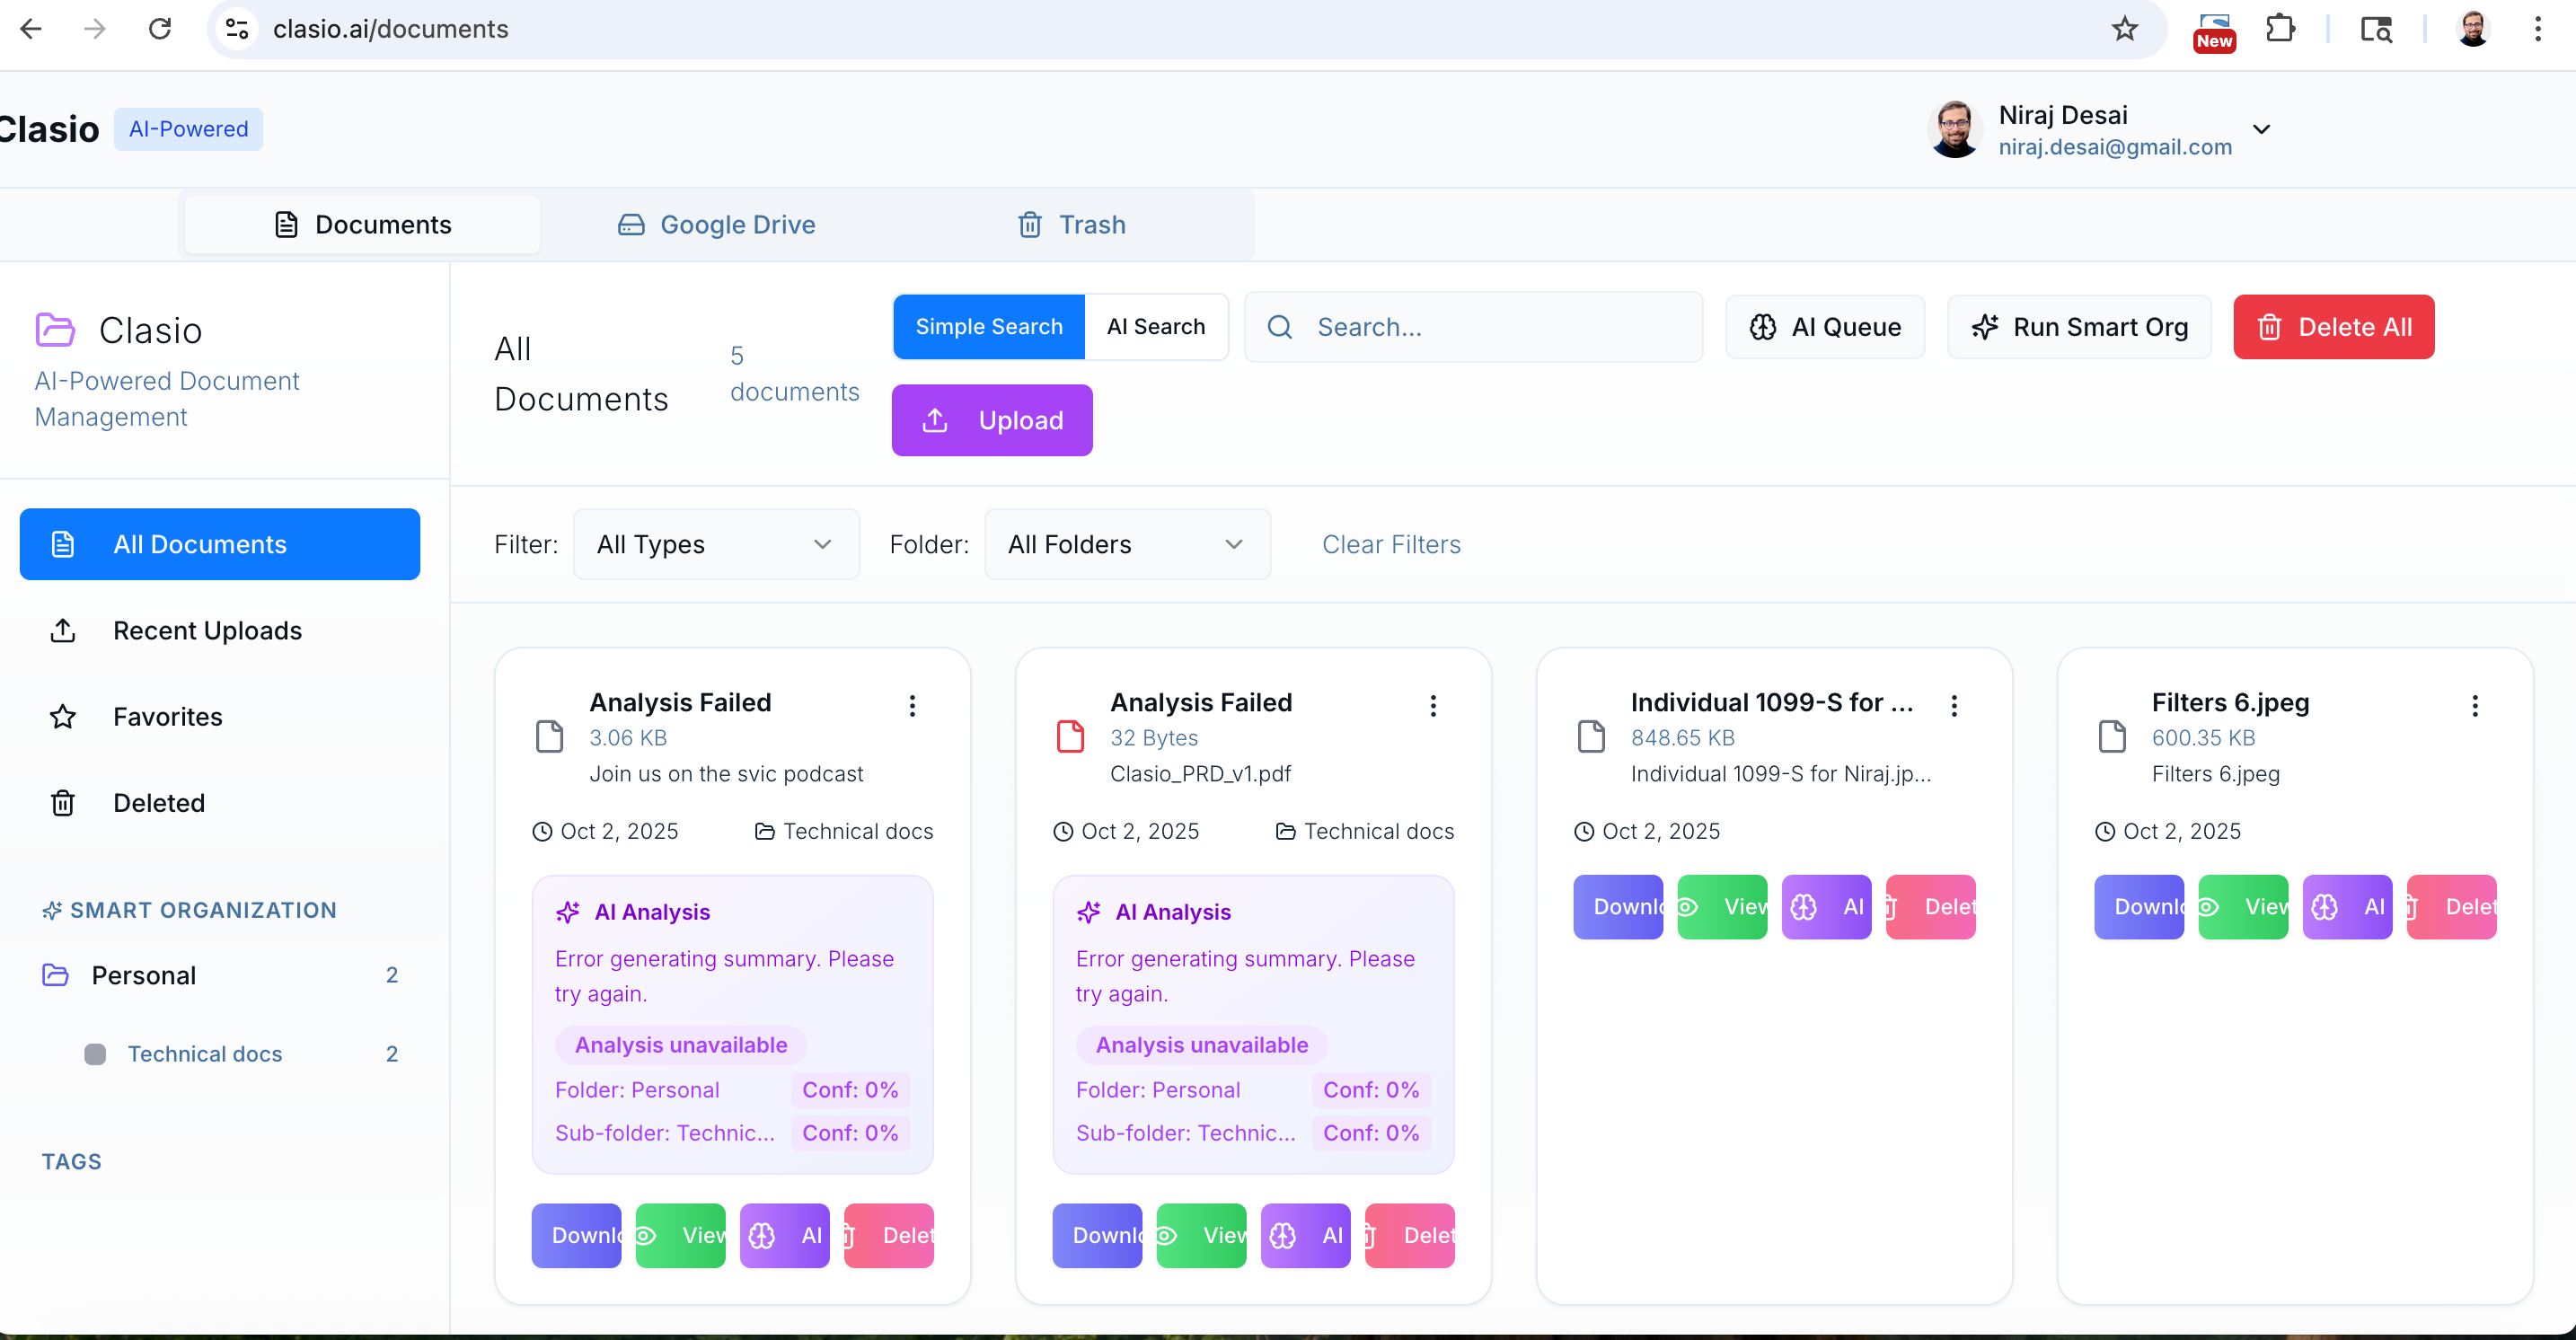 clasio.ai/documents
New
Clasio
AI-Powered
Niraj Desai
niraj.desai@gmail.com
Documents
Google Drive
Trash
Clasio
AI-Powered Document
Management
All Documents
Recent Uploads
Favorites
Deleted
SMART ORGANIZATION
Personal 2
Technical docs 2
TAGS
All
Documents
5
documents
Simple Search
AI Search
Search...
AI Queue
Run Smart Org
Delete All
Upload
Filter:
All Types
Folder:
All Folders
Clear Filters
Analysis Failed
3.06 KB
Join us on the svic podcast
Oct 2, 2025
Technical docs
AI Analysis
Error generating summary. Please
try again.
Analysis unavailable
Folder: Personal Conf: 0%
Sub-folder: Technic... Conf: 0%
Downlo View AI Delet
Analysis Failed
32 Bytes
Clasio_PRD_v1.pdf
Oct 2, 2025
Technical docs
AI Analysis
Error generating summary. Please
try again.
Analysis unavailable
Folder: Personal Conf: 0%
Sub-folder: Technic... Conf: 0%
Downlo View AI Delet
Individual 1099-S for ...
848.65 KB
Individual 1099-S for Niraj.jp...
Oct 2, 2025
Downlo View AI Delet
Filters 6.jpeg
600.35 KB
Filters 6.jpeg
Oct 2, 2025
Downlo View AI Delet